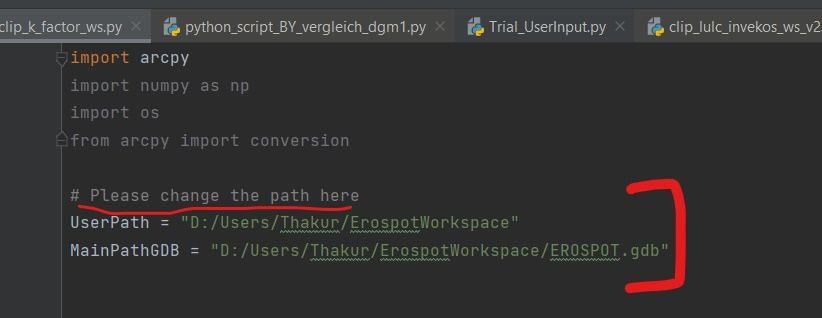 clip_k_factor_ws.py × python_script_BY_vergleich_dgm1.py × Trial_UserInput.py × clip_lulc_invekos_ws_v2
import arcpy
import numpy as np
import os
from arcpy import conversion
# Please change the path here
UserPath = "D:/Users/Thakur/ErospotWorkspace"
MainPathGDB = "D:/Users/Thakur/ErospotWorkspace/EROSPOT.gdb"